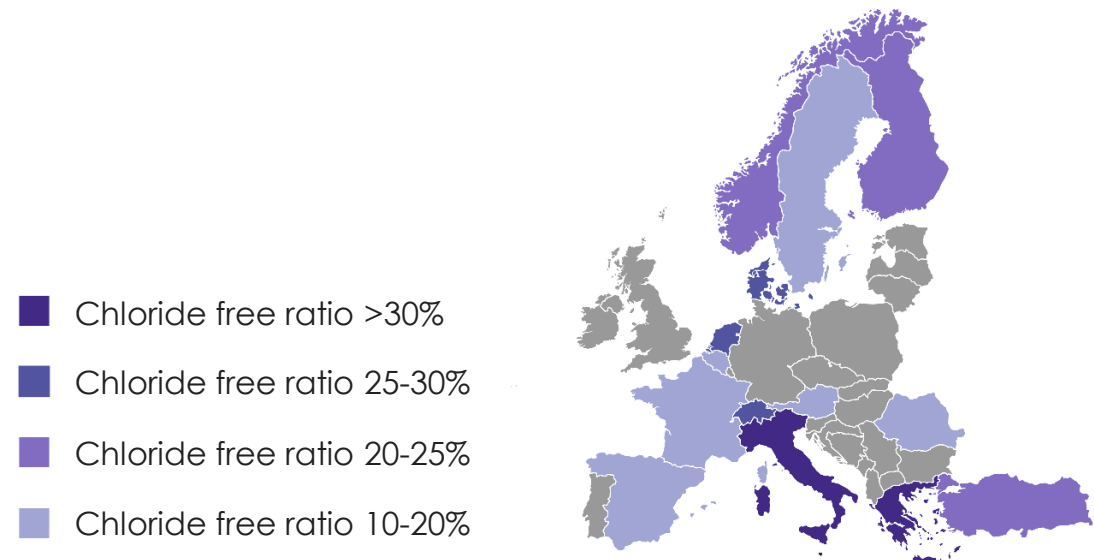 Chloride free ratio >30%
Chloride free ratio 25-30%
Chloride free ratio 20-25%
Chloride free ratio 10-20%